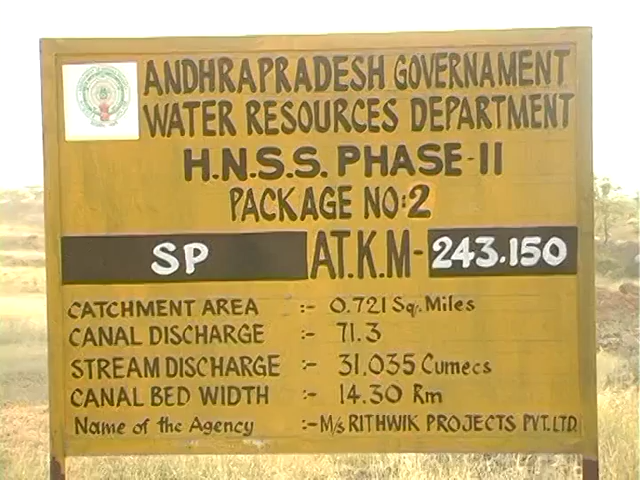 ANDHRAPRADESH GOVERNAMENT
WATER RESOURCES DEPARTMENT
H.N.S.S. PHASE-II
PACKAGE NO:2
SP AT.K.M- 243.150
CATCHMENT AREA :- 0.721 Sq. Miles
CANAL DISCHARGE :- 71.3
STREAM DISCHARGE :- 31.035 Cumecs
CANAL BED WIDTH :- 14.30 Rm
Name of the Agency :- M/s RITHWIK PROJECTS PVT.LTD